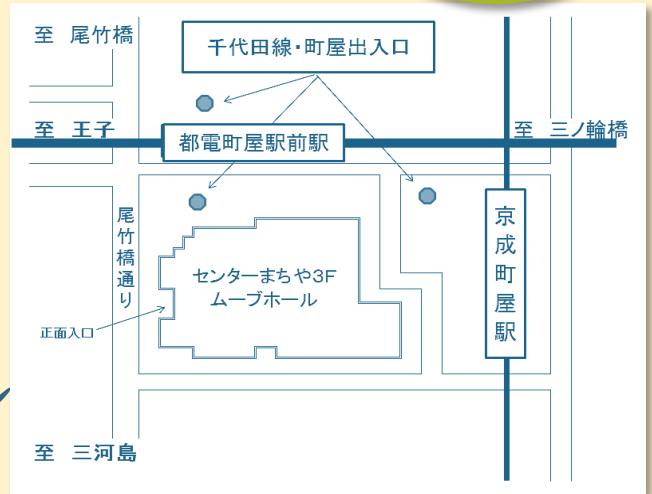 至 尾竹橋
千代田線・町屋出入口
至 王子
都電町屋駅前駅
至 三ノ輪橋
尾竹橋通り
京成町屋駅
センターまちや3F
ムーブホール
正面入口
至 三河島